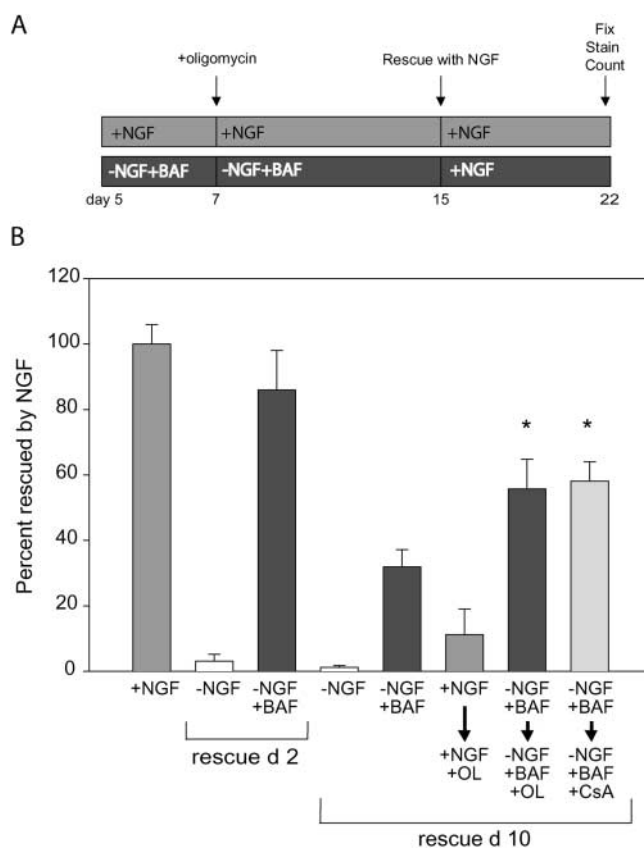 A
+oligomycin
Rescue with NGF
Fix
Stain
Count
+NGF +NGF +NGF
-NGF+BAF -NGF+BAF +NGF
day 5 7 15 22
B
Percent rescued by NGF
120
100
80
60
40
20
0
* *
+NGF -NGF -NGF -NGF -NGF +NGF -NGF -NGF
+BAF +BAF +BAF +BAF
rescue d 2
+NGF -NGF -NGF
+OL +BAF +BAF
+OL +CsA
rescue d 10